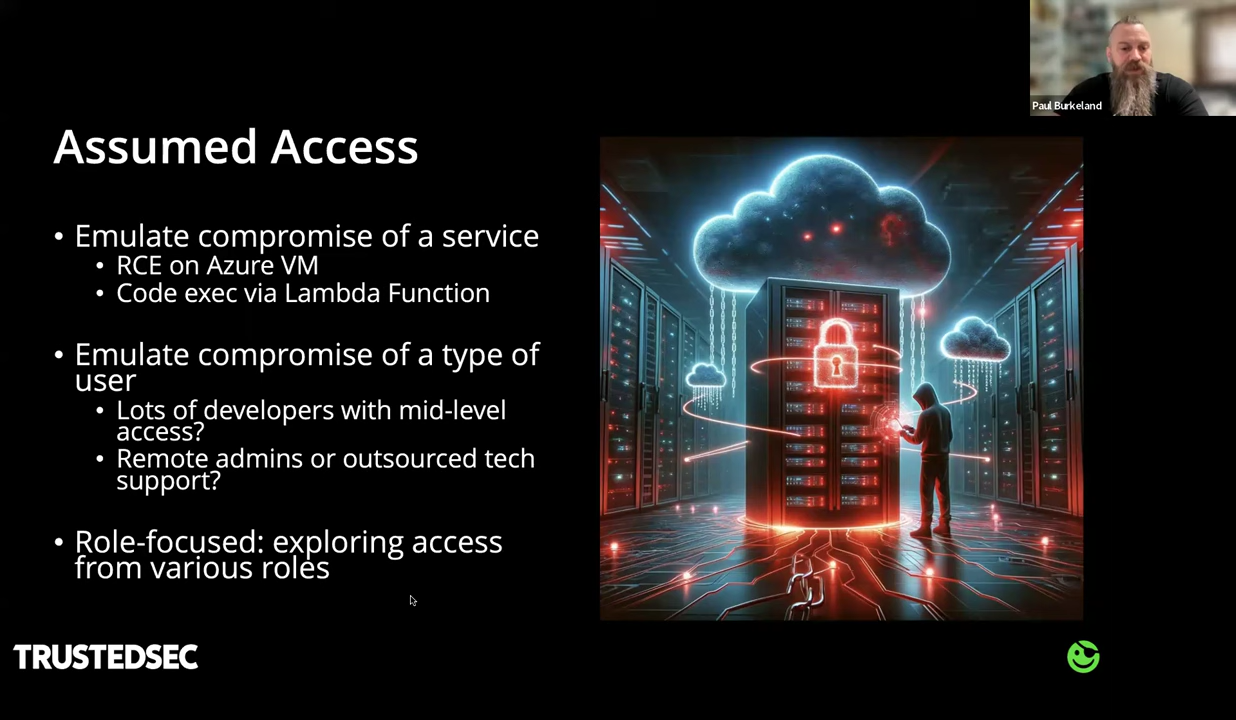 Paul Burkeland
Assumed Access
• Emulate compromise of a service
• RCE on Azure VM
• Code exec via Lambda Function
• Emulate compromise of a type of
user
• Lots of developers with mid-level
access?
• Remote admins or outsourced tech
support?
• Role-focused: exploring access
from various roles
TRUSTEDSEC